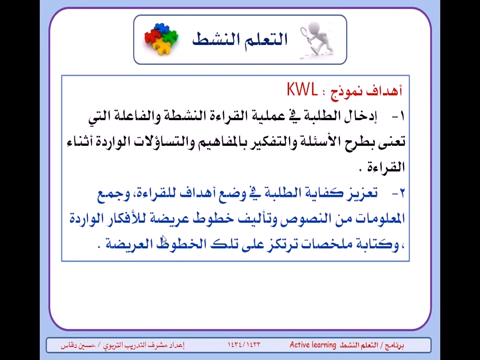 التعلم النشط
أهداف نموذج : KWL
١- إدخال الطلبة في عملية القراءة النشطة والفاعلة التي
تعنى بطرح الأسئلة والتفكير بالمفاهيم والتساؤلات الواردة أثناء
القراءة .
٢- تعزيز كفاية الطلبة في وضع أهداف للقراءة، وجمع
المعلومات من النصوص وتأليف خطوط عريضة للأفكار الواردة
، وكتابة ملخصات ترتكز على تلك الخطوط العريضة .
برنامج / التعلم النشط Active learning ١٤٣٤/١٤٣٣ إعداد مشرف التدريب التربوي / حسين دقاس